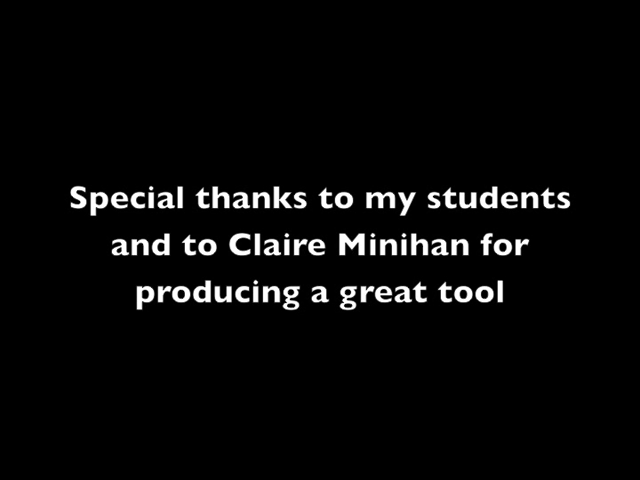 Special thanks to my students
and to Claire Minihan for
producing a great tool